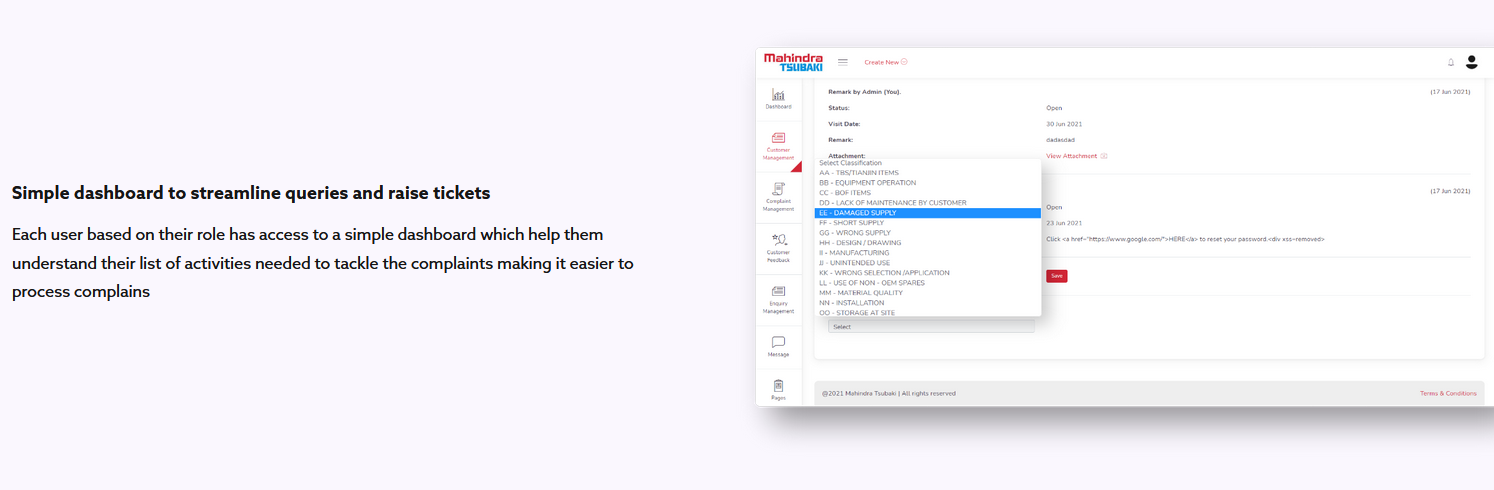 Simple dashboard to streamline queries and raise tickets
Each user based on their role has access to a simple dashboard which help them
understand their list of activities needed to tackle the complaints making it easier to
process complains
Mahindra
TSUBAKI
Create New
Dashboard
Customer
Management
Complaint
Management
Customer
Feedback
Enquiry
Management
Message
Pages
Remark by Admin (You). (17 Jun 2021)
Status: Open
Visit Date: 30 Jun 2021
Remark: dadasdad
Attachment: View Attachment
Select Classification
AA - TBS/TIANJIN ITEMS
BB - EQUIPMENT OPERATION
CC - BOF ITEMS
DD - LACK OF MAINTENANCE BY CUSTOMER
EE - DAMAGED SUPPLY
FF - SHORT SUPPLY
GG - WRONG SUPPLY
HH - DESIGN / DRAWING
II - MANUFACTURING
JJ - UNINTENDED USE
KK - WRONG SELECTION /APPLICATION
LL - USE OF NON - OEM SPARES
MM - MATERIAL QUALITY
NN - INSTALLATION
OO - STORAGE AT SITE
(17 Jun 2021)
Open
23 Jun 2021
Click <a href="https://www.google.com/">HERE</a> to reset your password.<div xss=removed>
Save
Select
@2021 Mahindra Tsubaki | All rights reserved
Terms & Conditions